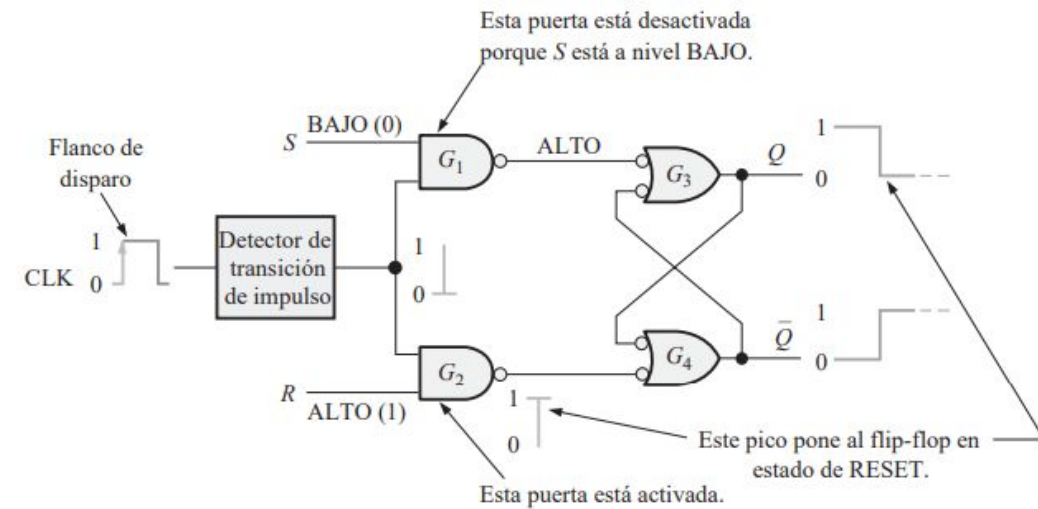 Esta puerta está desactivada
porque S está a nivel BAJO.
Flanco de
disparo
1
CLK 0
Detector de
transición
de impulso
S BAJO (0)
G1
ALTO
G3
Q
1
0
1
0
G2
R
ALTO (1)
G4
Q̅
1
0
1
0
Este pico pone al flip-flop en
estado de RESET.
Esta puerta está activada.